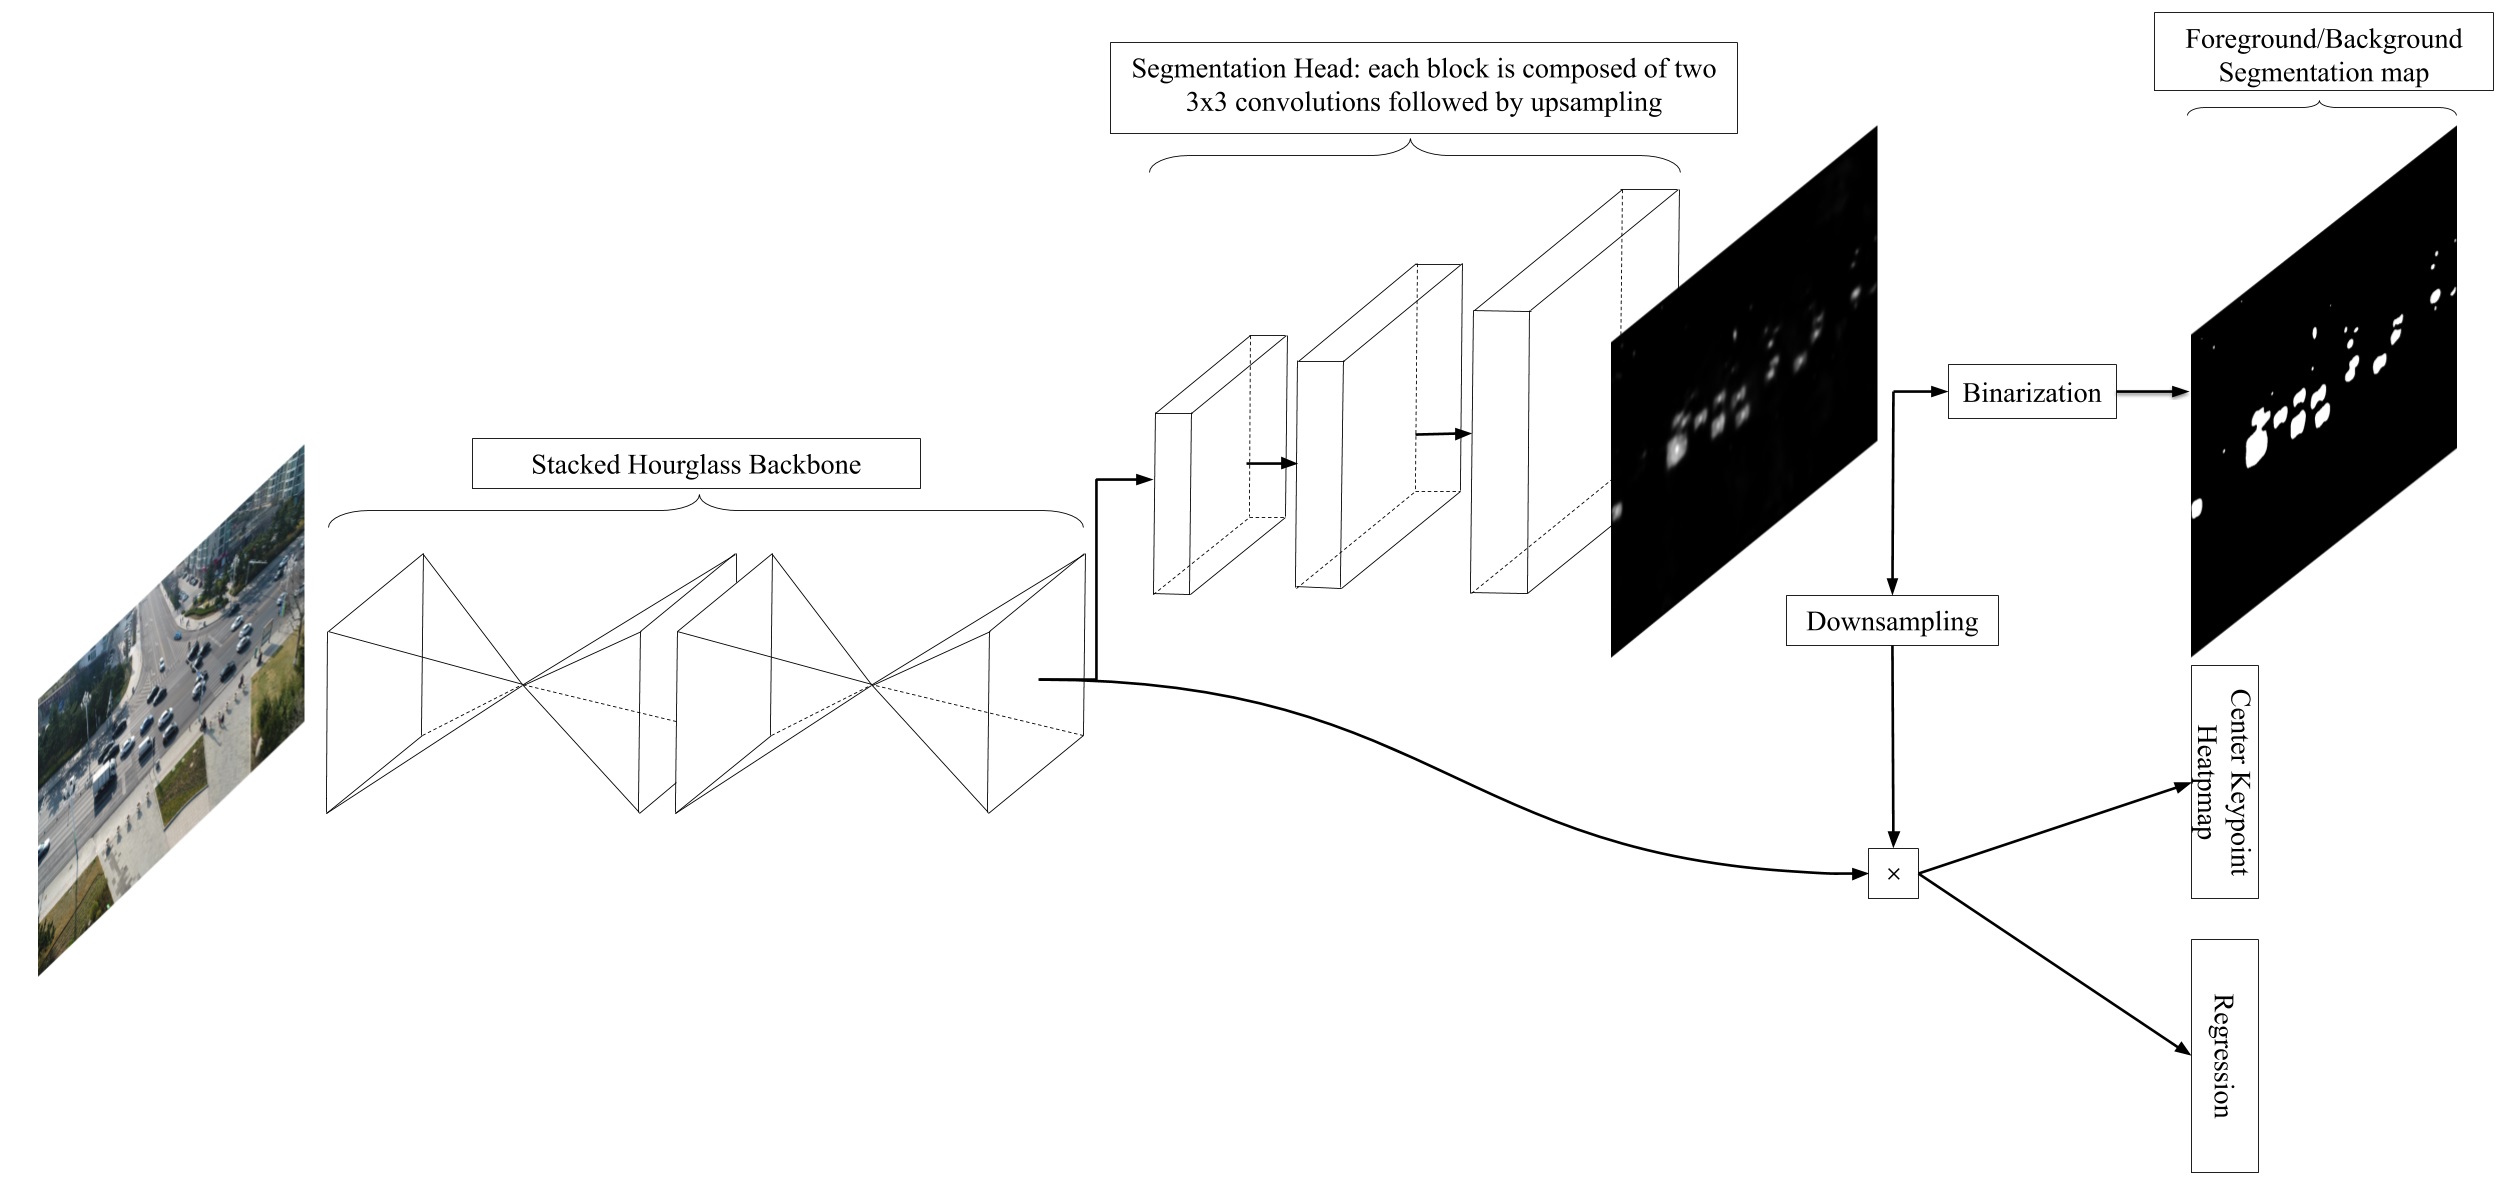 Foreground/Background
Segmentation map
Segmentation Head: each block is composed of two
3x3 convolutions followed by upsampling
Binarization
Stacked Hourglass Backbone
Downsampling
Center Keypoint
Heatpmap
×
Regression